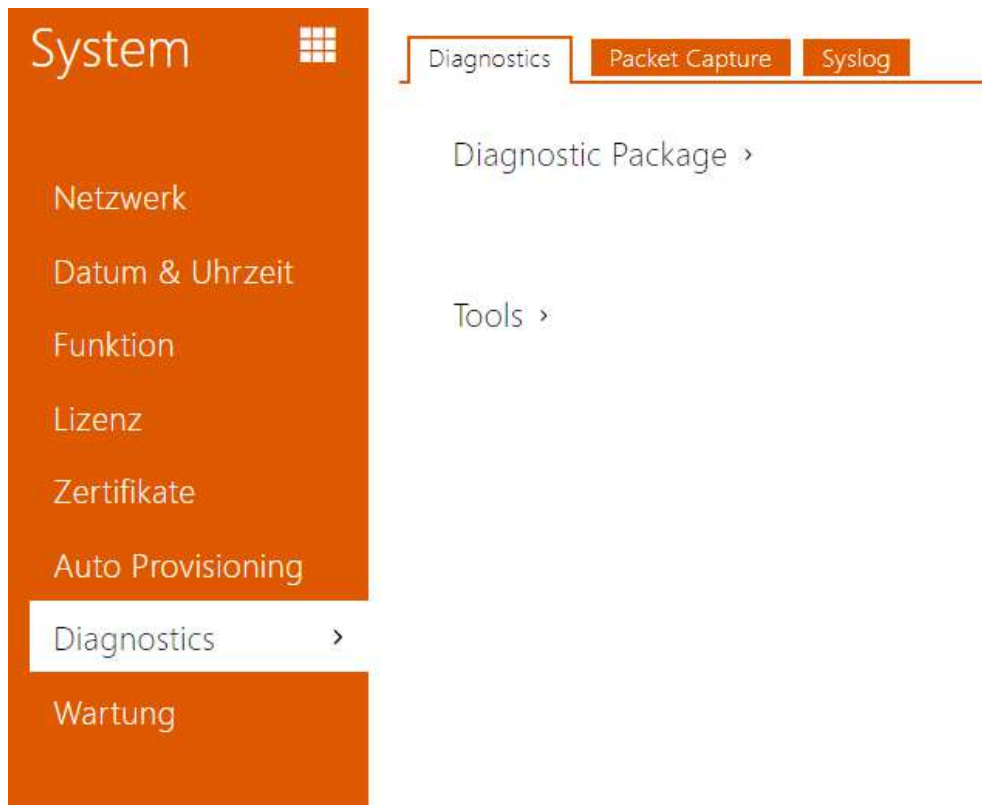 System
Netzwerk
Datum & Uhrzeit
Funktion
Lizenz
Zertifikate
Auto Provisioning
Diagnostics
Wartung
Diagnostics Packet Capture Syslog
Diagnostic Package
Tools